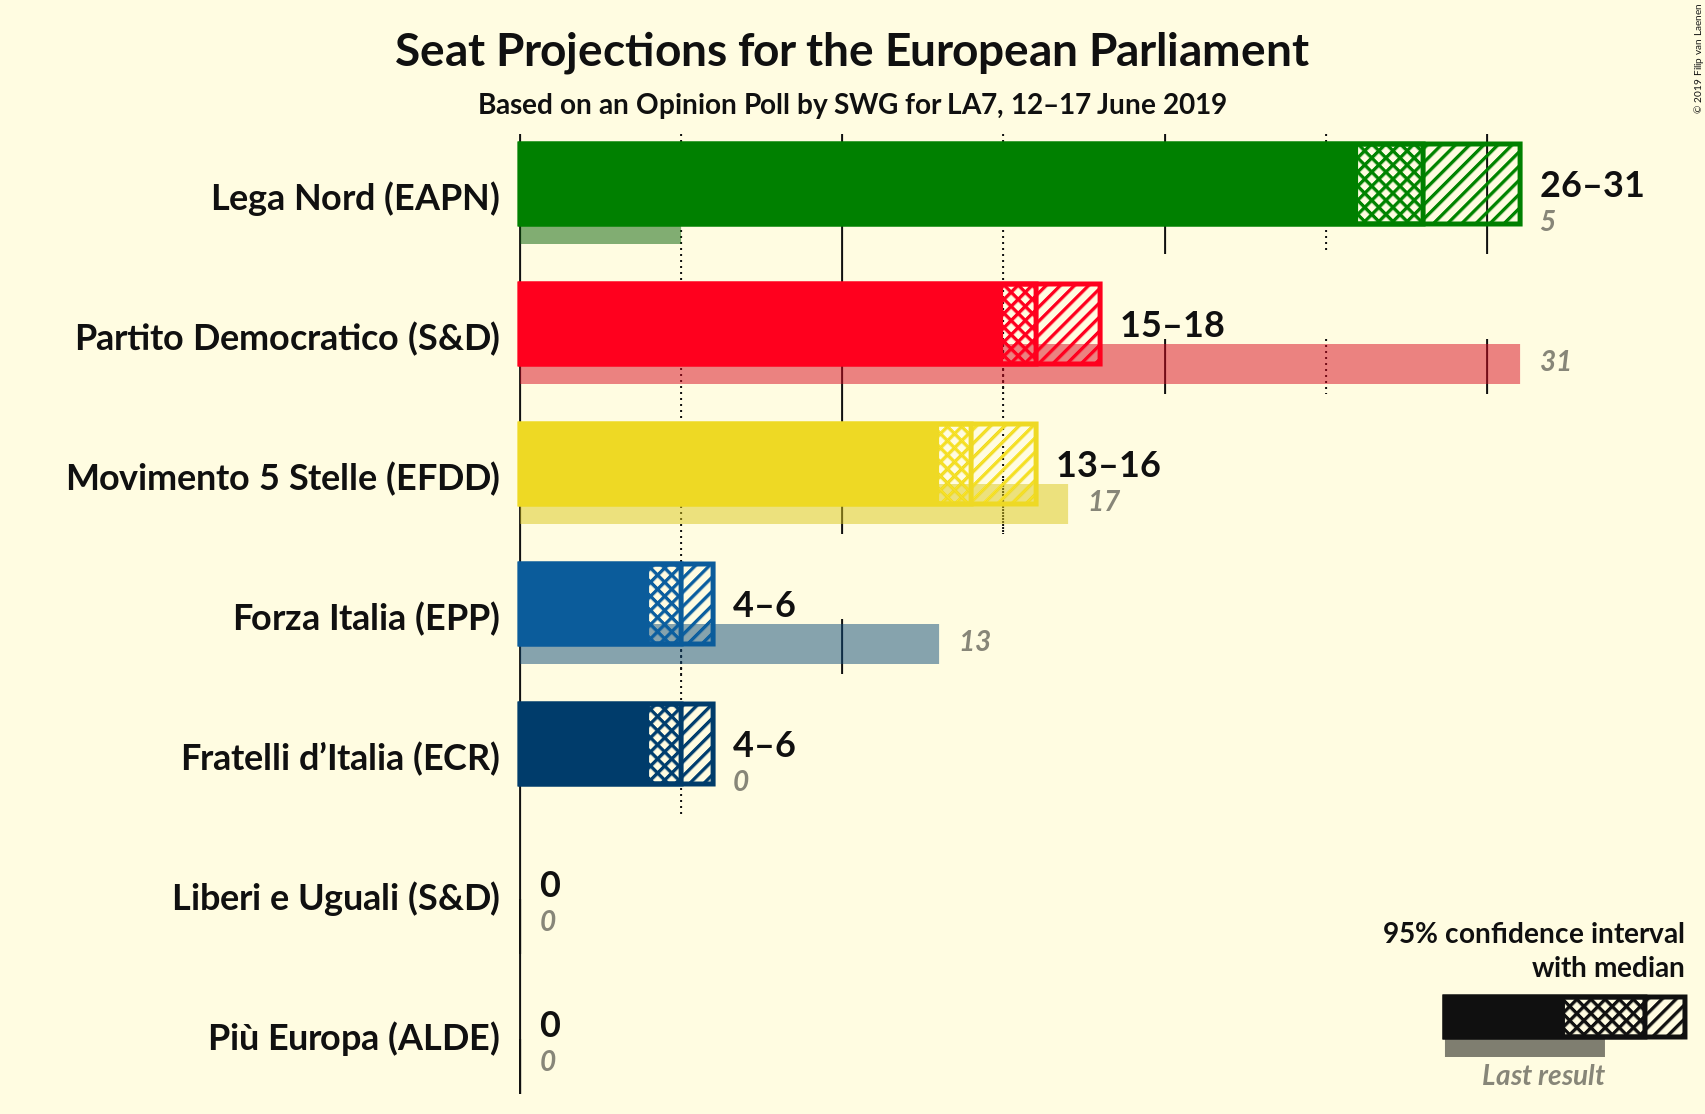 Seat Projections for the European Parliament
Based on an Opinion Poll by SWG for LA7, 12–17 June 2019
© 2019 Filip van Laenen
Lega Nord (EAPN)
26–31
5
Partito Democratico (S&D)
15–18
31
Movimento 5 Stelle (EFDD)
13–16
17
Forza Italia (EPP)
4–6
13
Fratelli d’Italia (ECR)
4–6
0
Liberi e Uguali (S&D)
0
0
Più Europa (ALDE)
0
0
95% confidence interval
with median
Last result